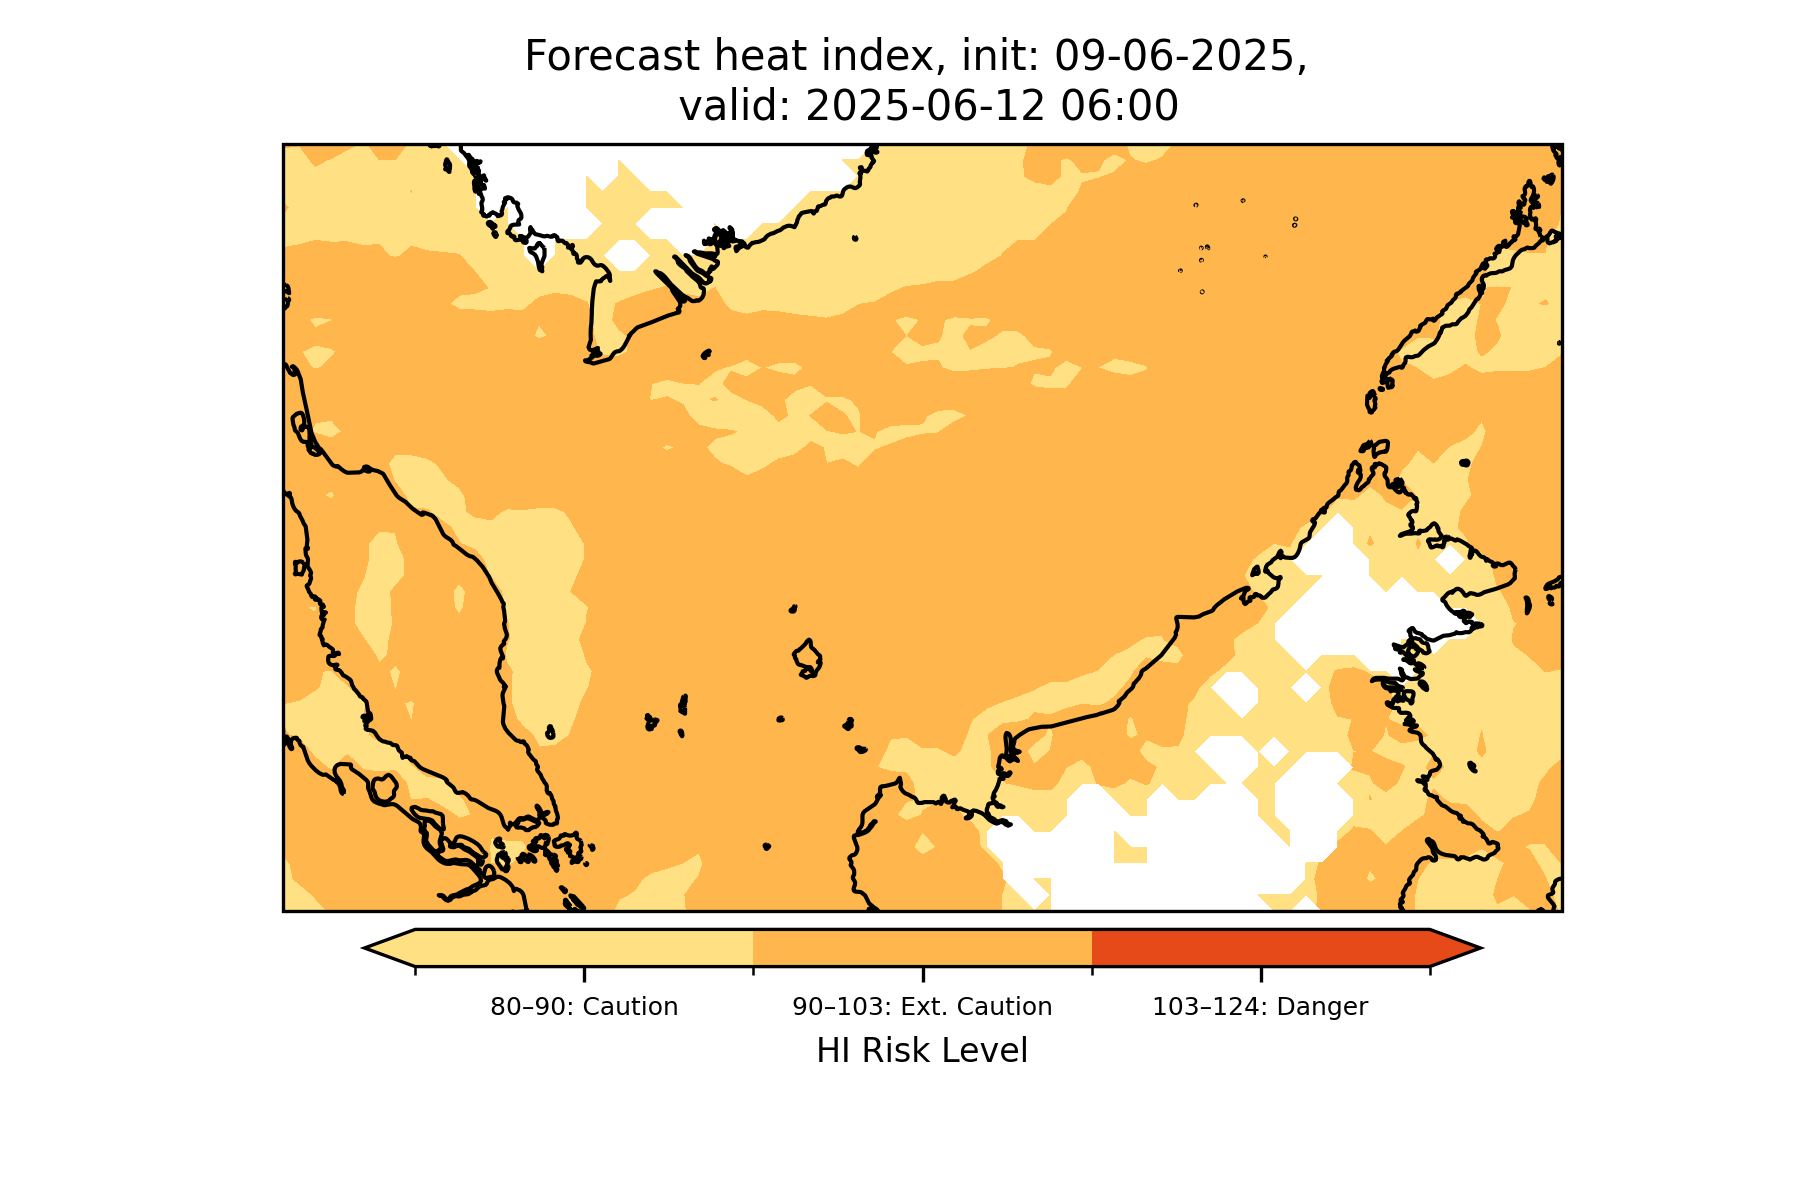 Forecast heat index, init: 09-06-2025,
valid: 2025-06-12 06:00
80–90: Caution
90–103: Ext. Caution
103–124: Danger
HI Risk Level